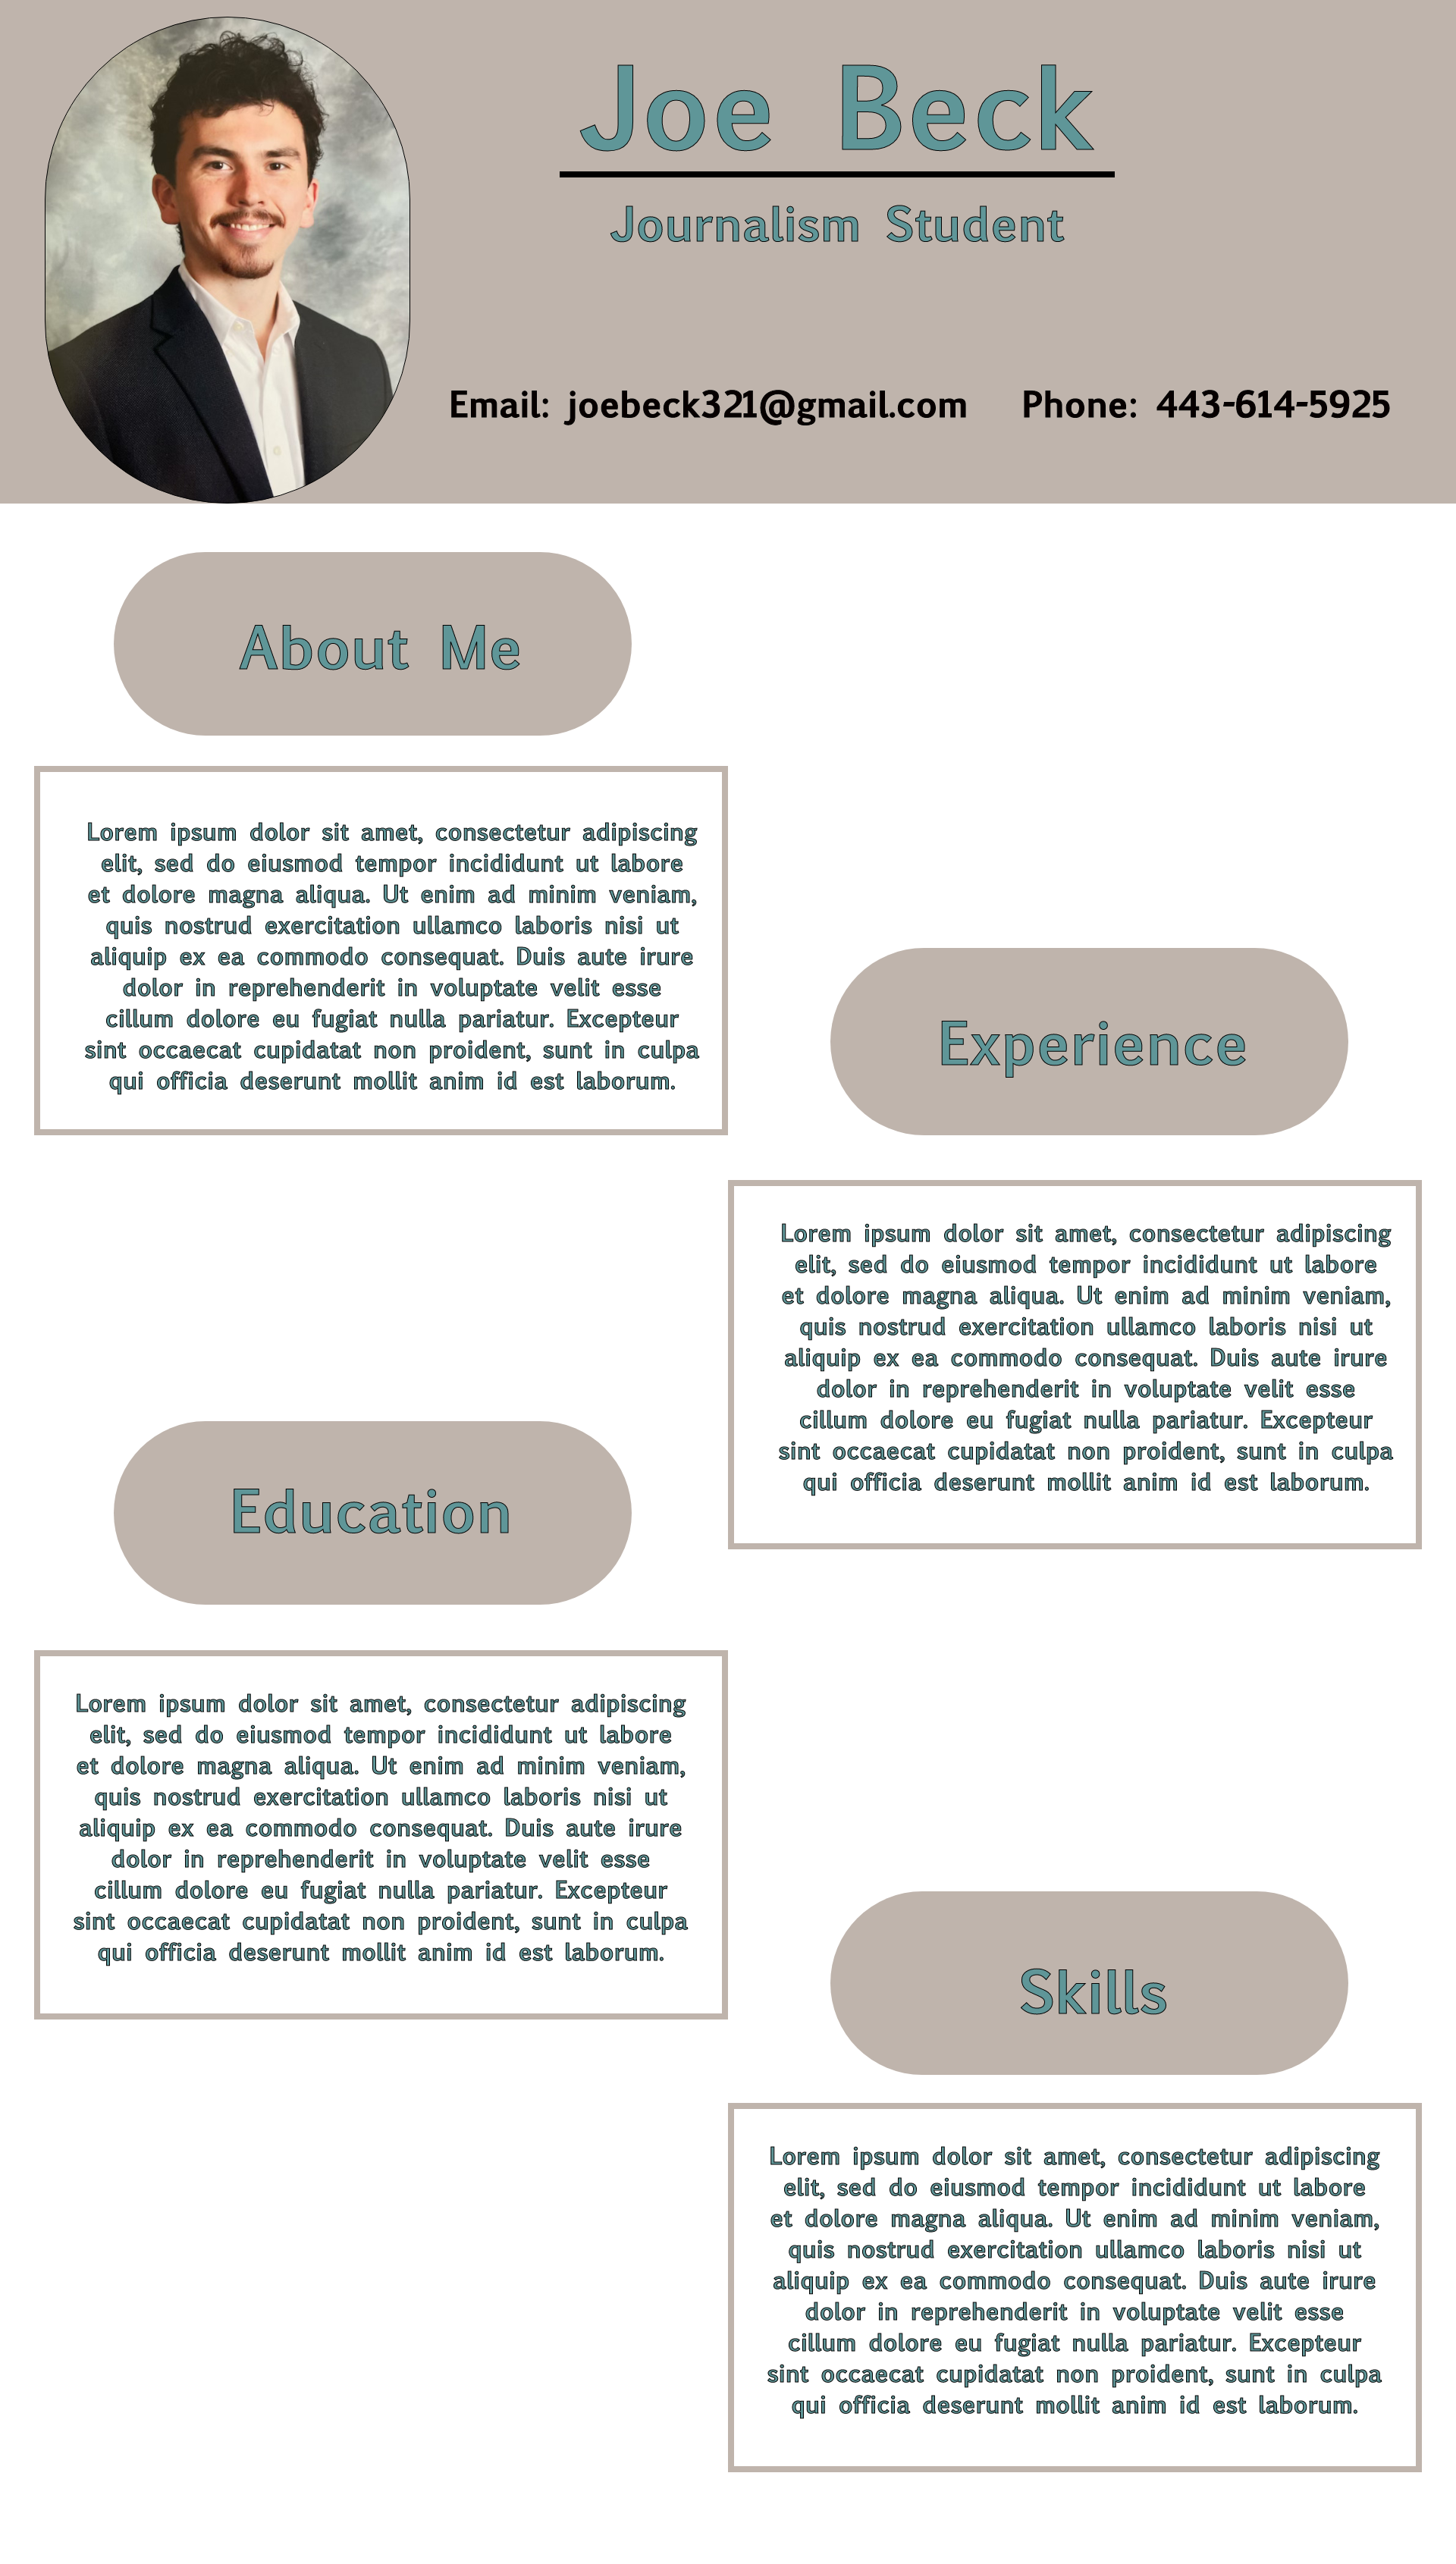 Joe Beck
Journalism Student
Email: joebeck321@gmail.com Phone: 443-614-5925
About Me
Lorem ipsum dolor sit amet, consectetur adipiscing
elit, sed do eiusmod tempor incididunt ut labore
et dolore magna aliqua. Ut enim ad minim veniam,
quis nostrud exercitation ullamco laboris nisi ut
aliquip ex ea commodo consequat. Duis aute irure
dolor in reprehenderit in voluptate velit esse
cillum dolore eu fugiat nulla pariatur. Excepteur
sint occaecat cupidatat non proident, sunt in culpa
qui officia deserunt mollit anim id est laborum.
Experience
Lorem ipsum dolor sit amet, consectetur adipiscing
elit, sed do eiusmod tempor incididunt ut labore
et dolore magna aliqua. Ut enim ad minim veniam,
quis nostrud exercitation ullamco laboris nisi ut
aliquip ex ea commodo consequat. Duis aute irure
dolor in reprehenderit in voluptate velit esse
cillum dolore eu fugiat nulla pariatur. Excepteur
sint occaecat cupidatat non proident, sunt in culpa
qui officia deserunt mollit anim id est laborum.
Education
Lorem ipsum dolor sit amet, consectetur adipiscing
elit, sed do eiusmod tempor incididunt ut labore
et dolore magna aliqua. Ut enim ad minim veniam,
quis nostrud exercitation ullamco laboris nisi ut
aliquip ex ea commodo consequat. Duis aute irure
dolor in reprehenderit in voluptate velit esse
cillum dolore eu fugiat nulla pariatur. Excepteur
sint occaecat cupidatat non proident, sunt in culpa
qui officia deserunt mollit anim id est laborum.
Skills
Lorem ipsum dolor sit amet, consectetur adipiscing
elit, sed do eiusmod tempor incididunt ut labore
et dolore magna aliqua. Ut enim ad minim veniam,
quis nostrud exercitation ullamco laboris nisi ut
aliquip ex ea commodo consequat. Duis aute irure
dolor in reprehenderit in voluptate velit esse
cillum dolore eu fugiat nulla pariatur. Excepteur
sint occaecat cupidatat non proident, sunt in culpa
qui officia deserunt mollit anim id est laborum.